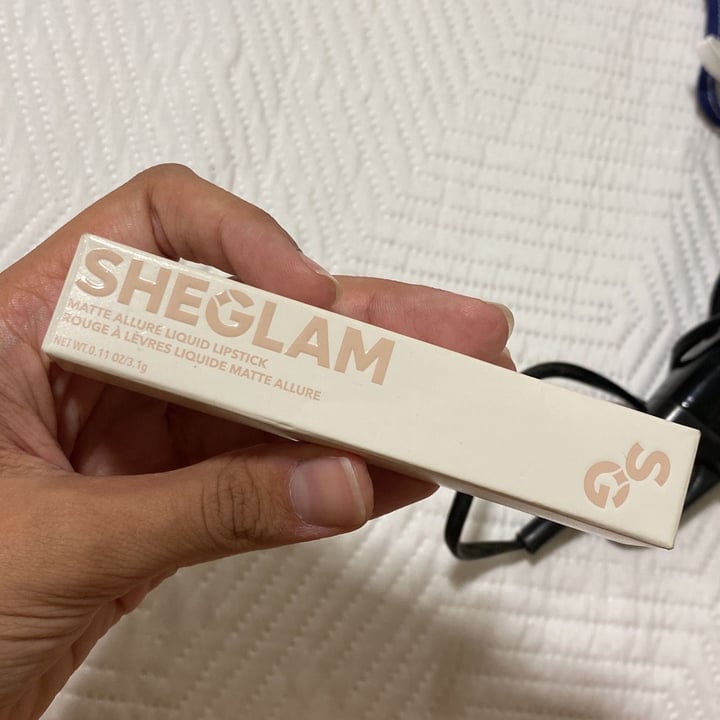 SHEGLAM
MATTE ALLURE LIQUID LIPSTICK
ROUGE À LÈVRES LIQUIDE MATTE ALLURE
NET WT.0.11 OZ/3.1g
GS